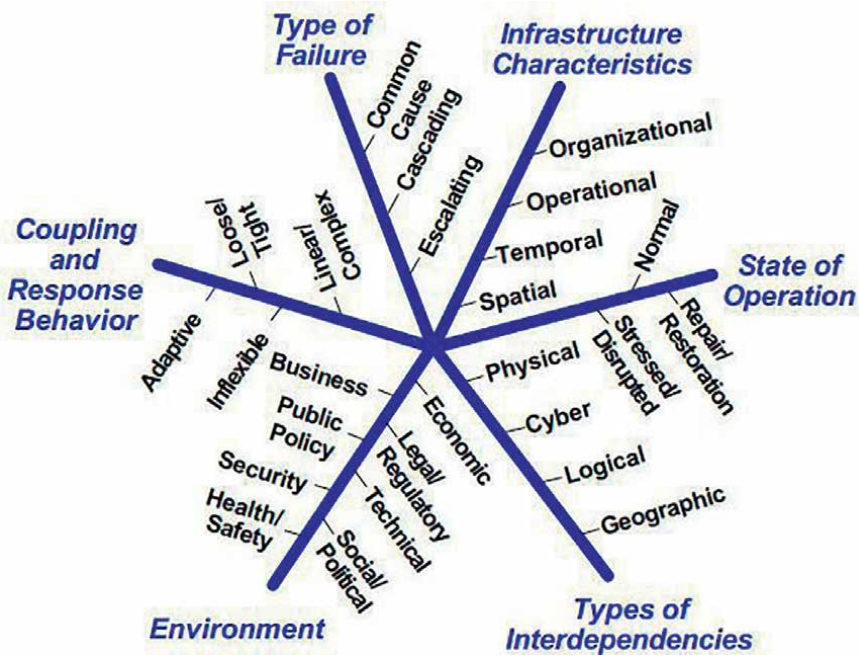 Type of
Failure
Common
Cause
Cascading
Escalating
Infrastructure
Characteristics
Organizational
Operational
Temporal
Spatial
State of
Operation
Normal
Repair/
Restoration
Stressed/
Disrupted
Types of
Interdependencies
Physical
Cyber
Logical
Geographic
Environment
Economic
Business
Legal/
Regulatory
Public
Policy
Technical
Security
Social/
Political
Health/
Safety
Coupling
and
Response
Behavior
Loose/
Tight
Linear/
Complex
Adaptive
Inflexible